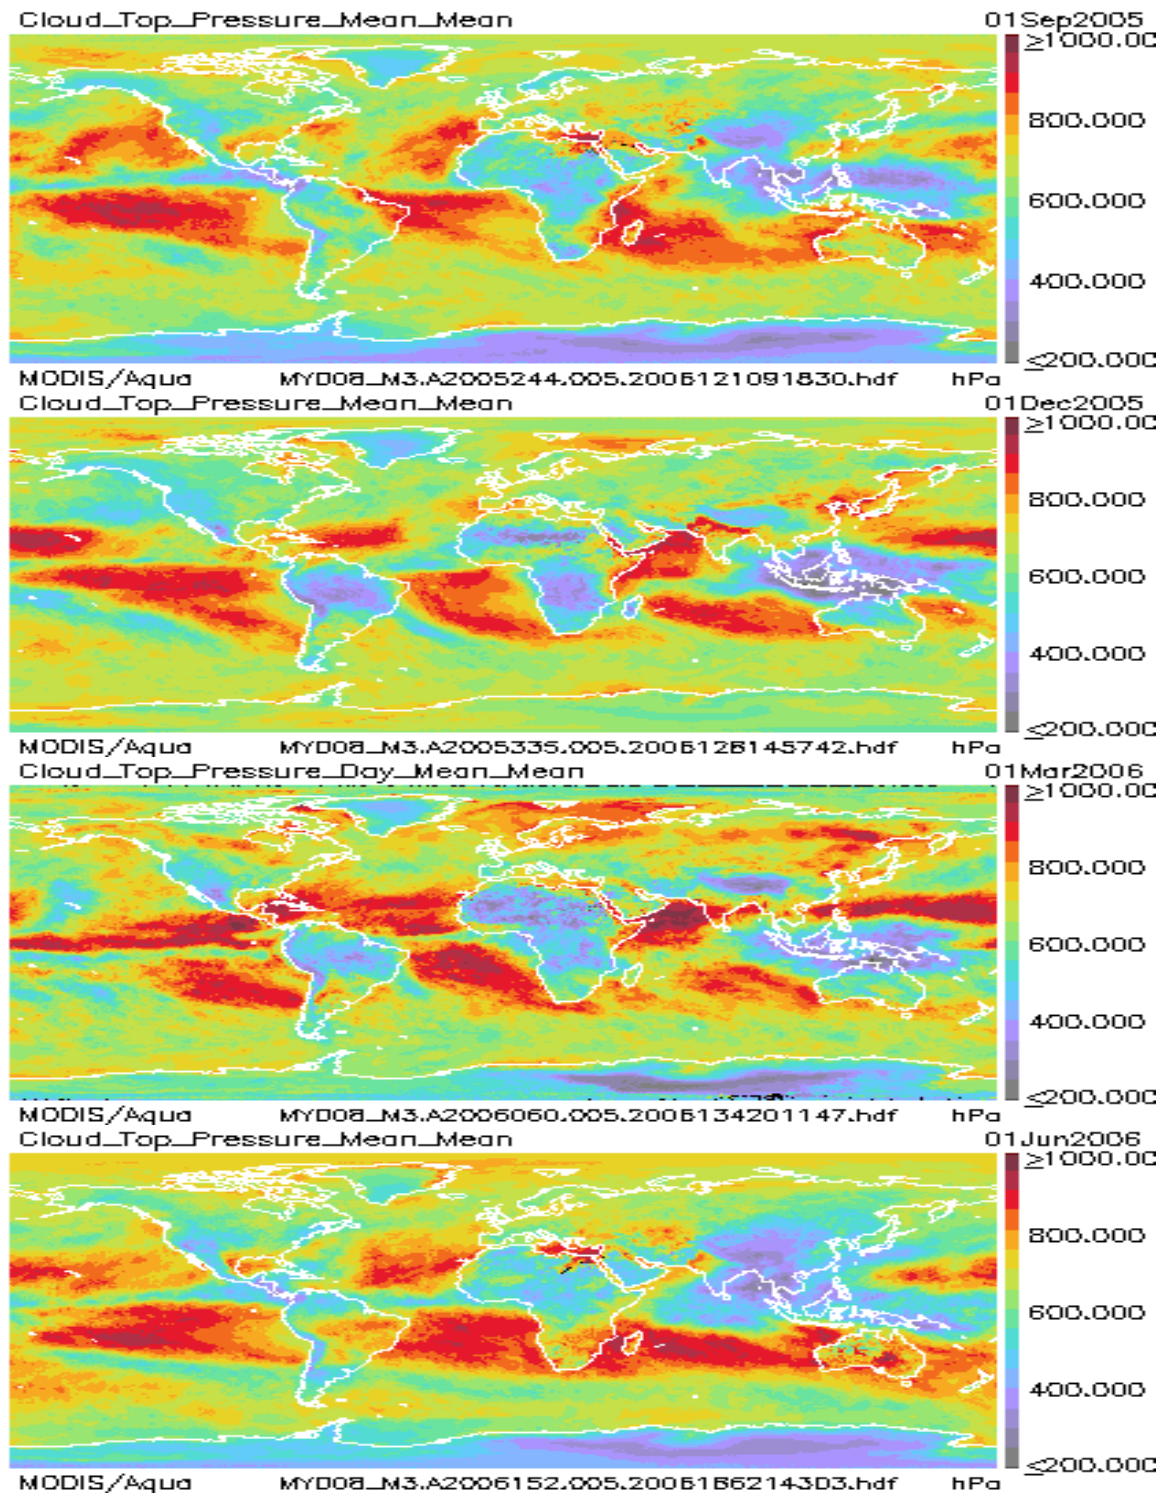 Cloud_Top_Pressure_Mean_Mean 01Sep2005
≥1000.00
800.000
600.000
400.000
≤200.000
MODIS/Aqua MYD08_M3.A2005244.005.2006121091830.hdf hPa
Cloud_Top_Pressure_Mean_Mean 01Dec2005
≥1000.00
800.000
600.000
400.000
≤200.000
MODIS/Aqua MYD08_M3.A2005335.005.2006126145742.hdf hPa
Cloud_Top_Pressure_Day_Mean_Mean 01Mar2006
≥1000.00
800.000
600.000
400.000
≤200.000
MODIS/Aqua MYD08_M3.A2006060.005.2006134201147.hdf hPa
Cloud_Top_Pressure_Mean_Mean 01Jun2006
≥1000.00
800.000
600.000
400.000
≤200.000
MODIS/Aqua MYD08_M3.A2006152.005.2006186214303.hdf hPa